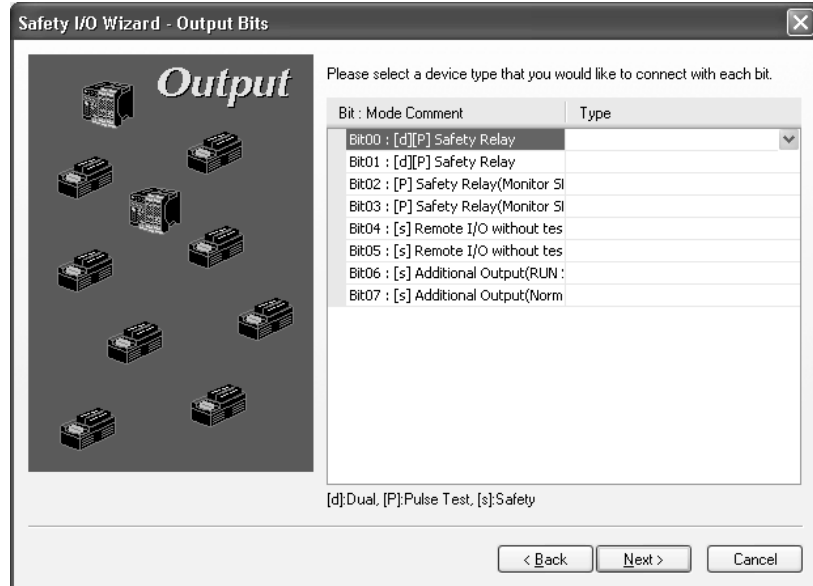 Safety I/O Wizard - Output Bits
Output
Please select a device type that you would like to connect with each bit.
Bit : Mode Comment Type
Bit00 : [d][P] Safety Relay
Bit01 : [d][P] Safety Relay
Bit02 : [P] Safety Relay(Monitor Sl
Bit03 : [P] Safety Relay(Monitor Sl
Bit04 : [s] Remote I/O without tes
Bit05 : [s] Remote I/O without tes
Bit06 : [s] Additional Output(RUN :
Bit07 : [s] Additional Output(Norm
[d]:Dual, [P]:Pulse Test, [s]:Safety
< Back Next > Cancel